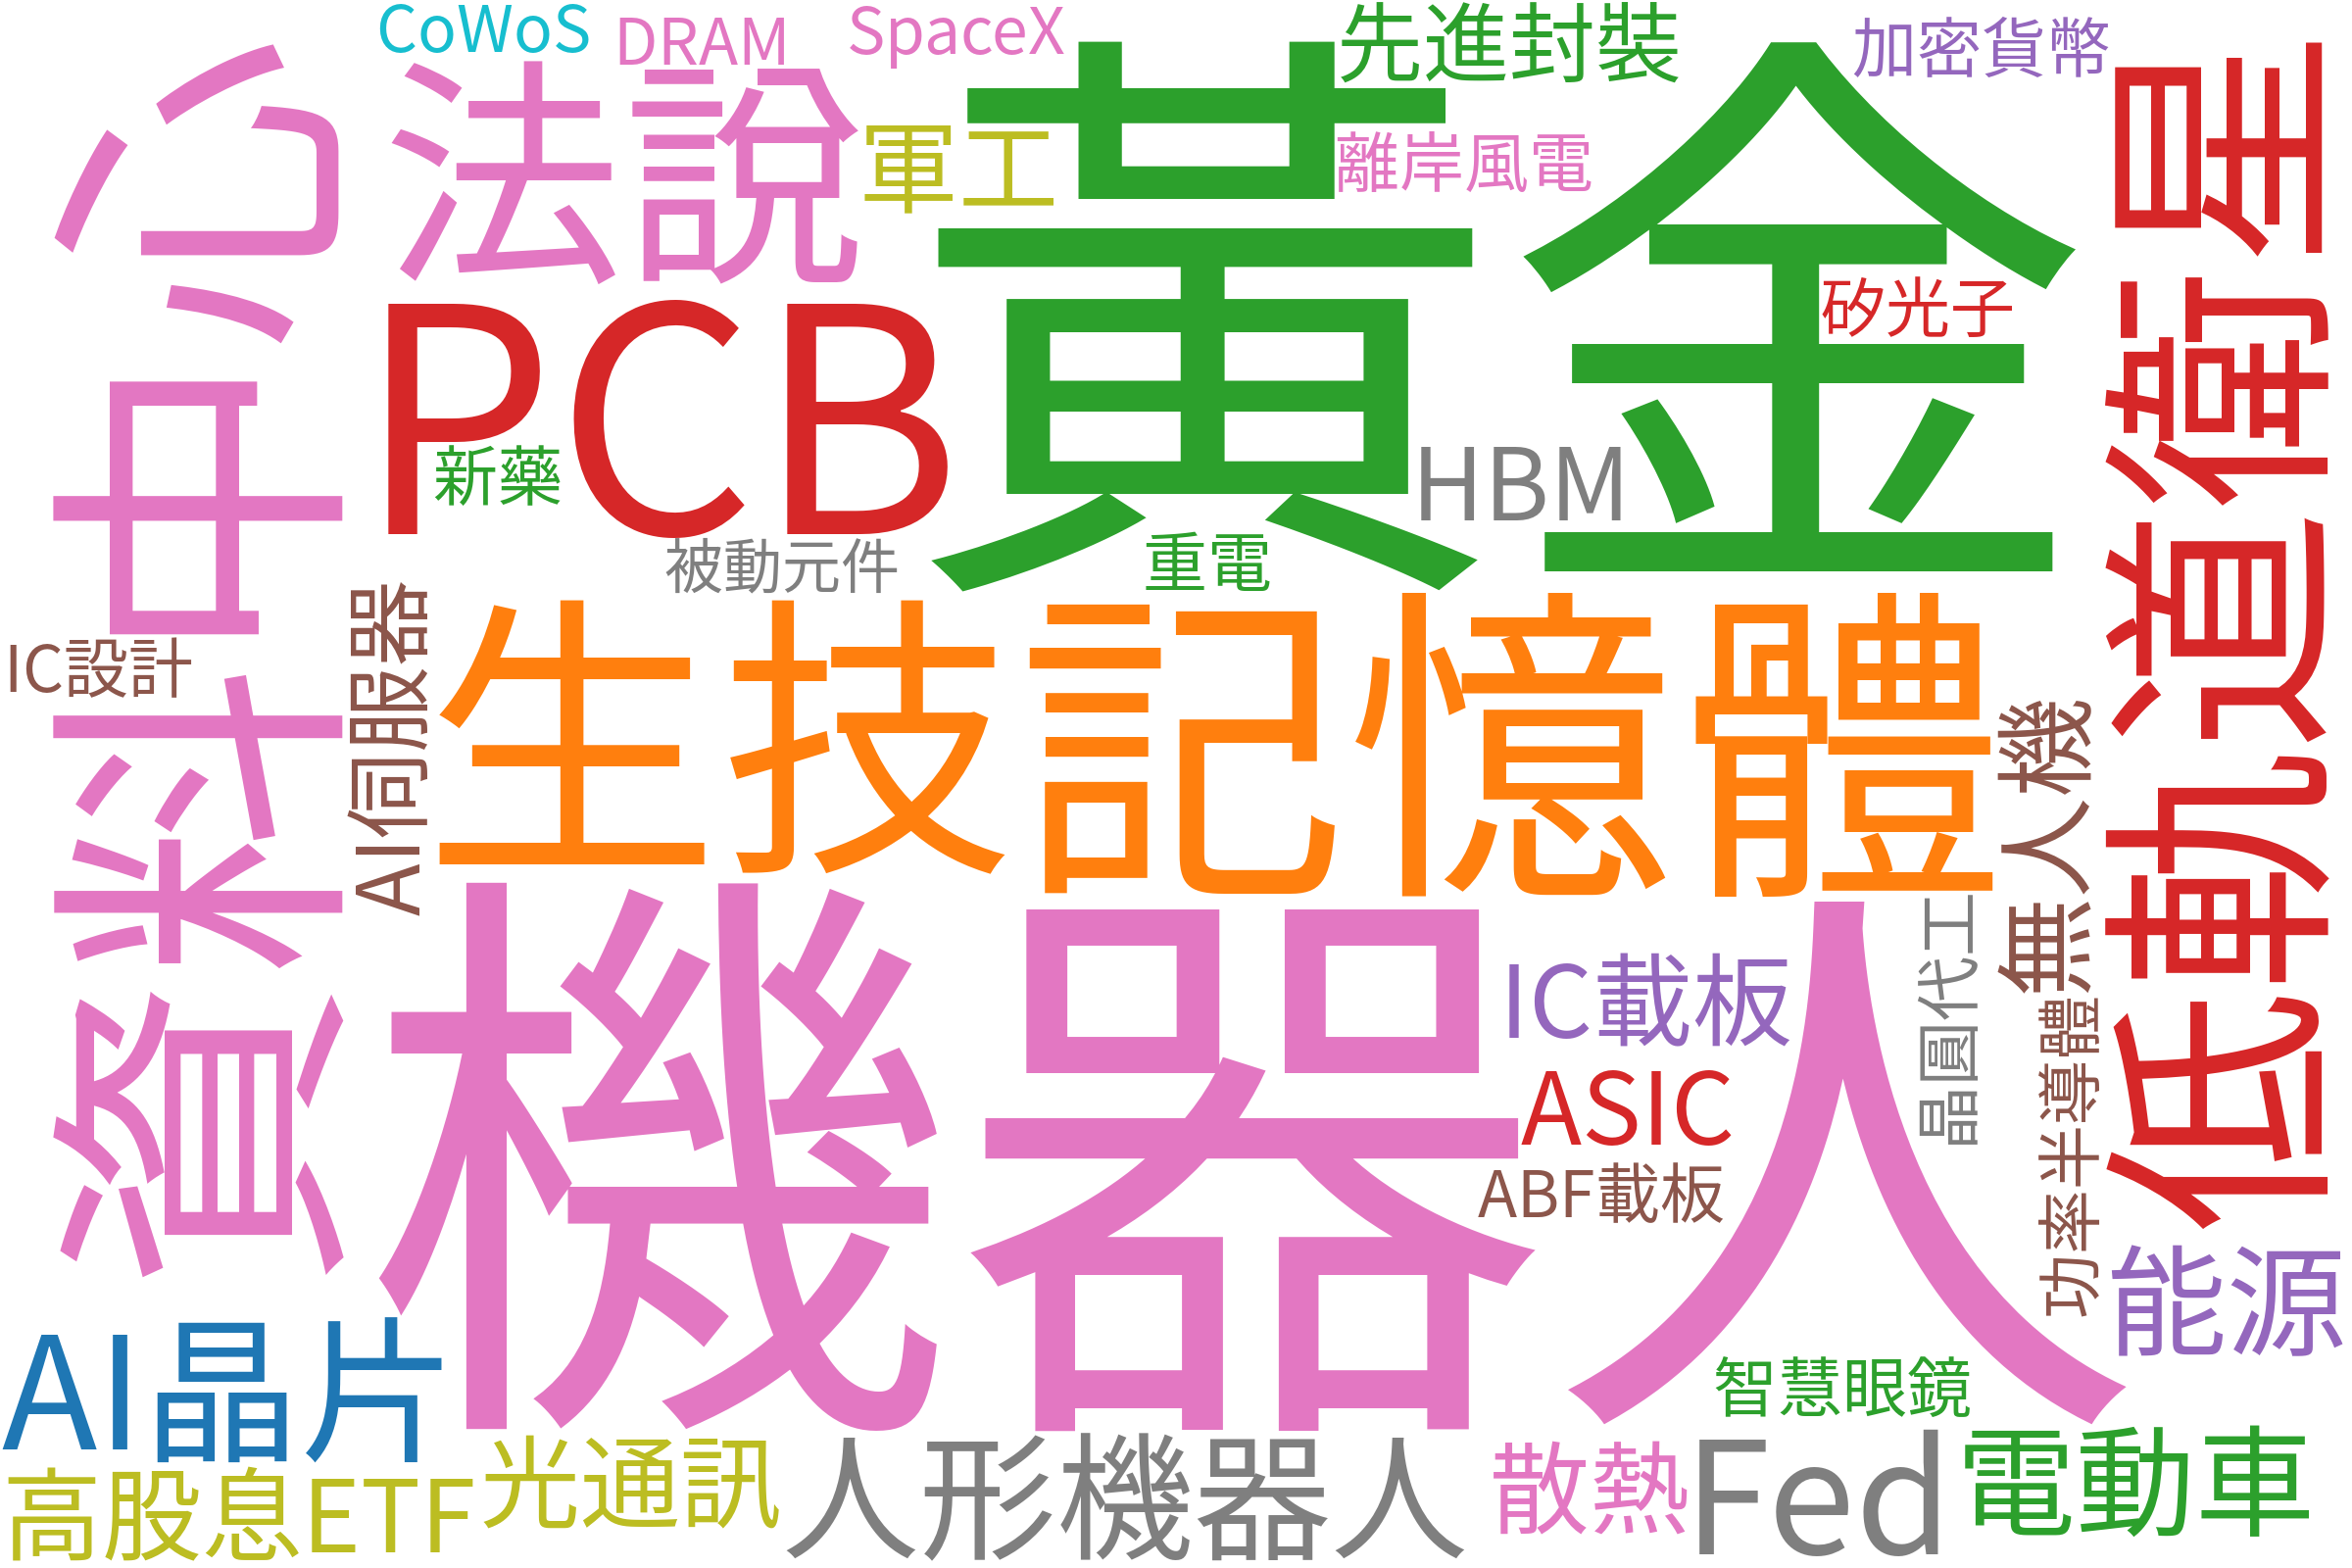 CoWoS
DRAM
SpaceX
先進封裝
加密貨幣
法說
軍工
黃金
離岸風電
矽光子
低軌道衛星
資料中心
PCB
新藥
HBM
被動元件
重電
IC設計
AI伺服器
生技
記憶體
無人機
機器人
IC載板
晶圓代工
ASIC
ABF載板
功率半導體
能源
AI晶片
智慧眼鏡
高股息ETF
光通訊
人形機器人
散熱
Fed
電動車